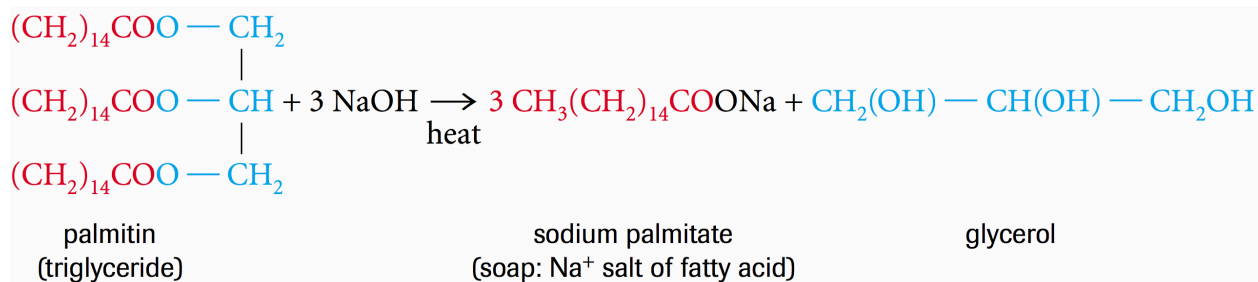 (CH₂)₁₄COO — CH₂
|
(CH₂)₁₄COO — CH + 3 NaOH ⟶ 3 CH₃(CH₂)₁₄COONa + CH₂(OH) — CH(OH) — CH₂OH
heat
|
(CH₂)₁₄COO — CH₂
palmitin sodium palmitate glycerol
(triglyceride) (soap: Na⁺ salt of fatty acid)